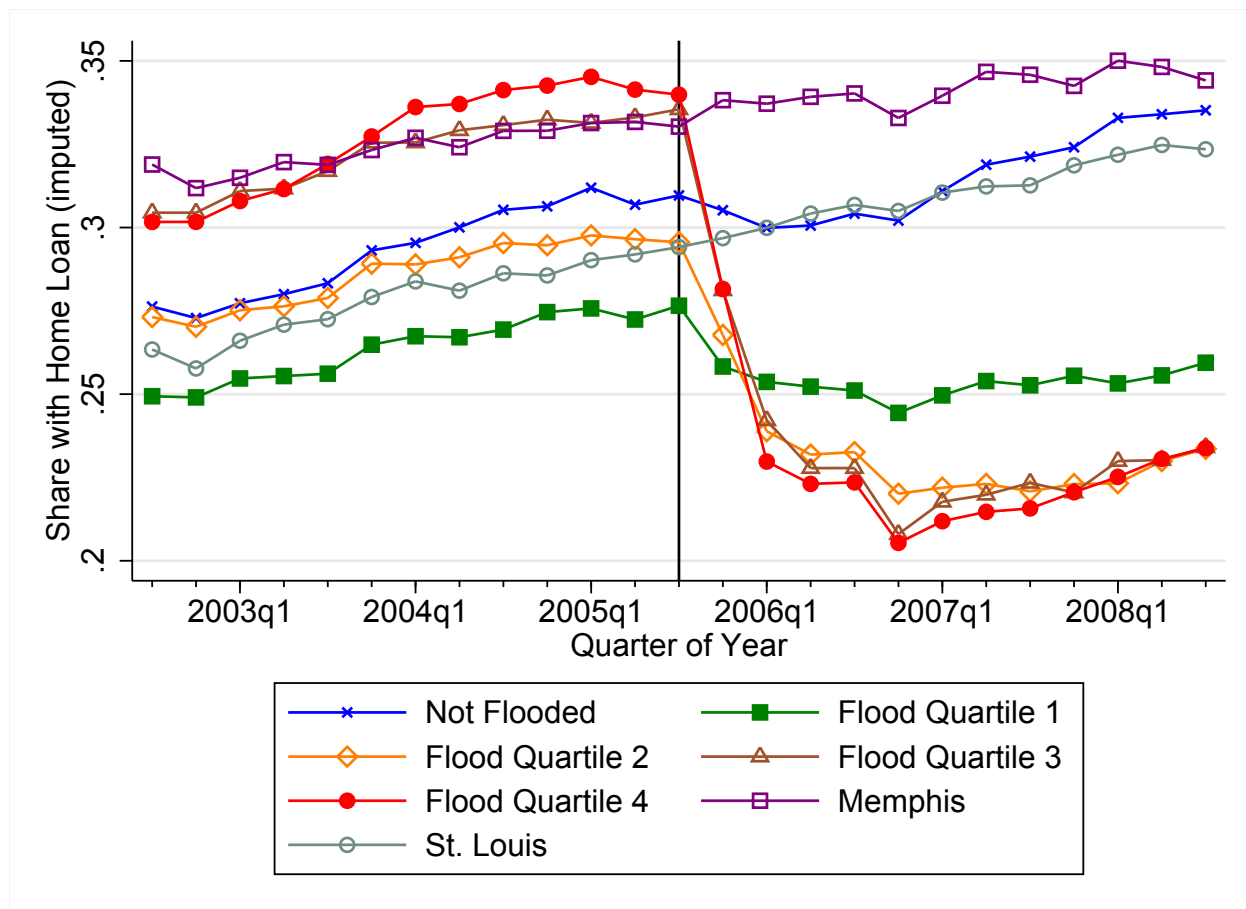 Share with Home Loan (imputed)
.35
.3
.25
.2
2003q1 2004q1 2005q1 2006q1 2007q1 2008q1
Quarter of Year
Not Flooded Flood Quartile 1
Flood Quartile 2 Flood Quartile 3
Flood Quartile 4 Memphis
St. Louis